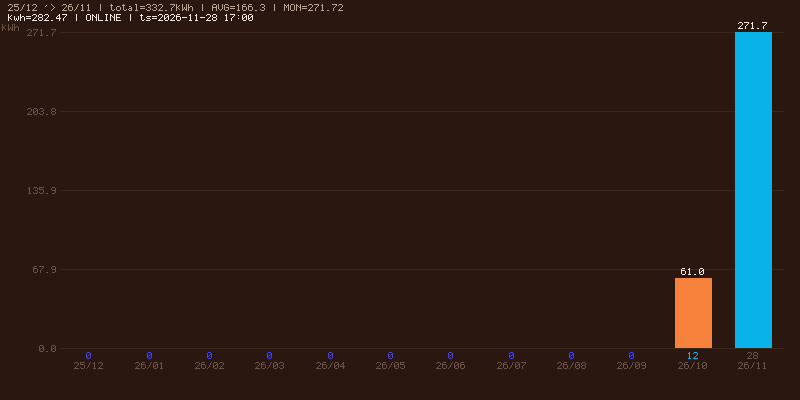 25/12 -> 26/11 | total=332.7kWh | AVG=166.3 | MON=271.72
Kwh=282.47 | ONLINE | ts=2026-11-28 17:00
kWh
271.7
271.7
203.8
135.9
67.9
61.0
0.0
0 0 0 0 0 0 0 0 0 0 12 28
25/12 26/01 26/02 26/03 26/04 26/05 26/06 26/07 26/08 26/09 26/10 26/11